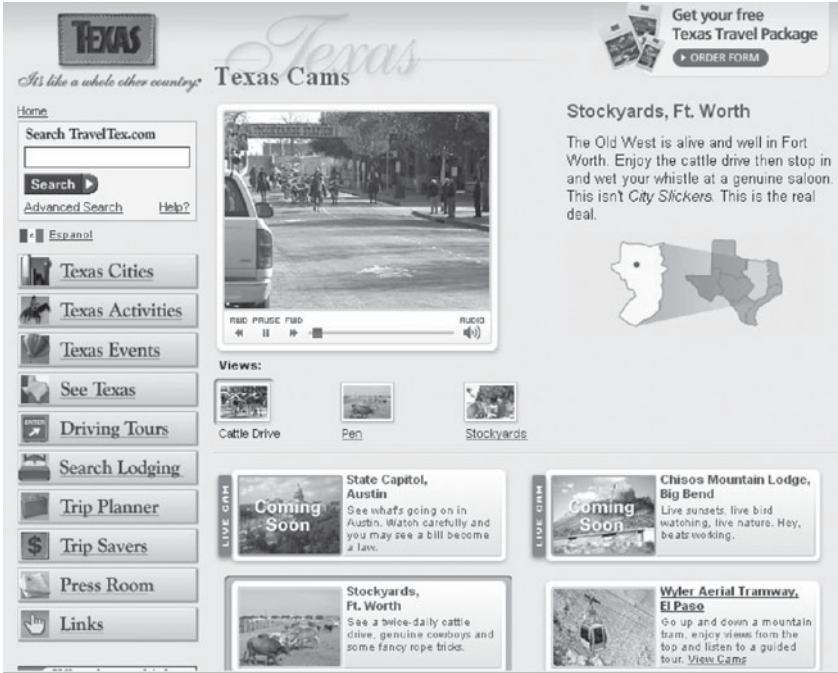 TEXAS
It's like a whole other country.
Texas
Texas Cams
Get your free
Texas Travel Package
ORDER FORM
Home
Search TravelTex.com
Search
Advanced Search Help?
Espanol
Texas Cities
Texas Activities
Texas Events
See Texas
ENTER
Driving Tours
Search Lodging
Trip Planner
$ Trip Savers
Press Room
Links
RWD PAUSE FWD AUDIO
Views:
Cattle Drive Pen Stockyards
Stockyards, Ft. Worth
The Old West is alive and well in Fort
Worth. Enjoy the cattle drive then stop in
and wet your whistle at a genuine saloon.
This isn't City Slickers. This is the real
deal.
LIVE CAM
Coming
Soon
State Capitol,
Austin
See what's going on in
Austin. Watch carefully and
you may see a bill become
a law.
LIVE CAM
Coming
Soon
Chisos Mountain Lodge,
Big Bend
Live sunsets, live bird
watching, live nature. Hey,
beats working.
Stockyards,
Ft. Worth
See a twice-daily cattle
drive, genuine cowboys and
some fancy rope tricks.
Wyler Aerial Tramway,
El Paso
Go up and down a mountain
tram, enjoy views from the
top and listen to a guided
tour. View Cams